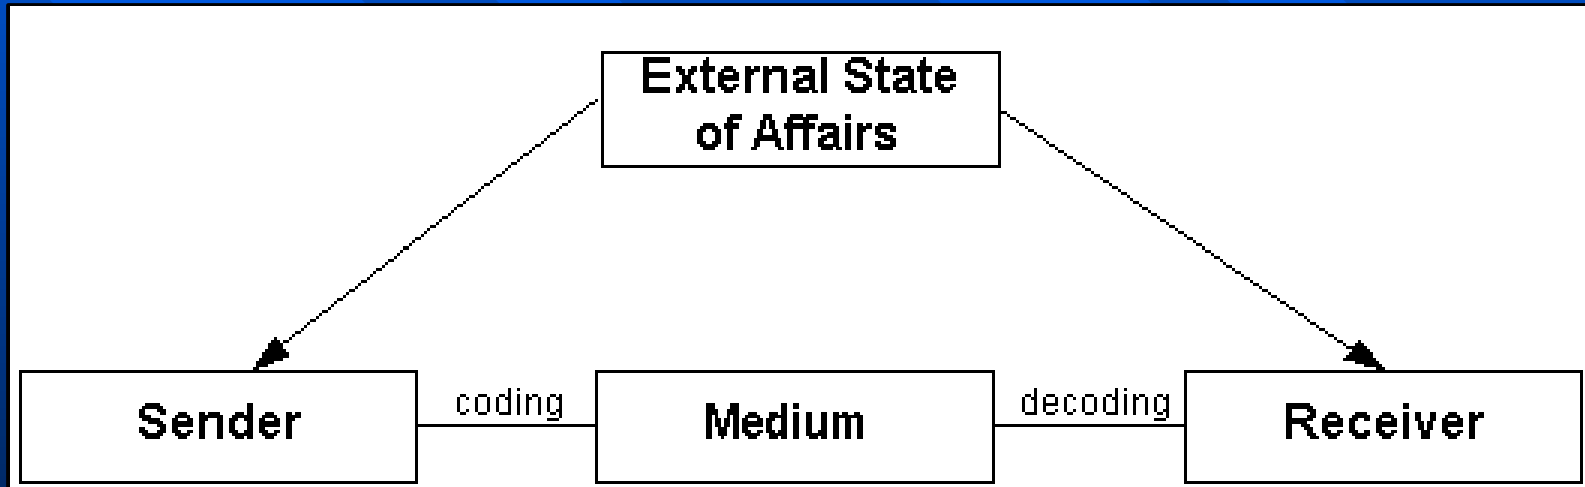 External State
of Affairs
coding
decoding
Sender
Medium
Receiver